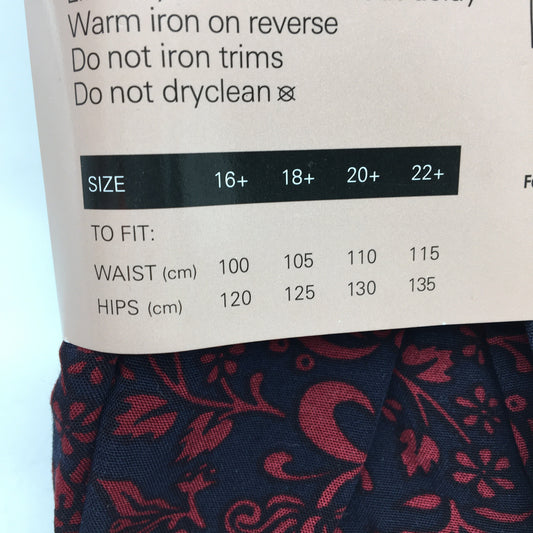 Warm iron on reverse
Do not iron trims
Do not dryclean
SIZE 16+ 18+ 20+ 22+
TO FIT:
WAIST (cm) 100 105 110 115
HIPS (cm) 120 125 130 135